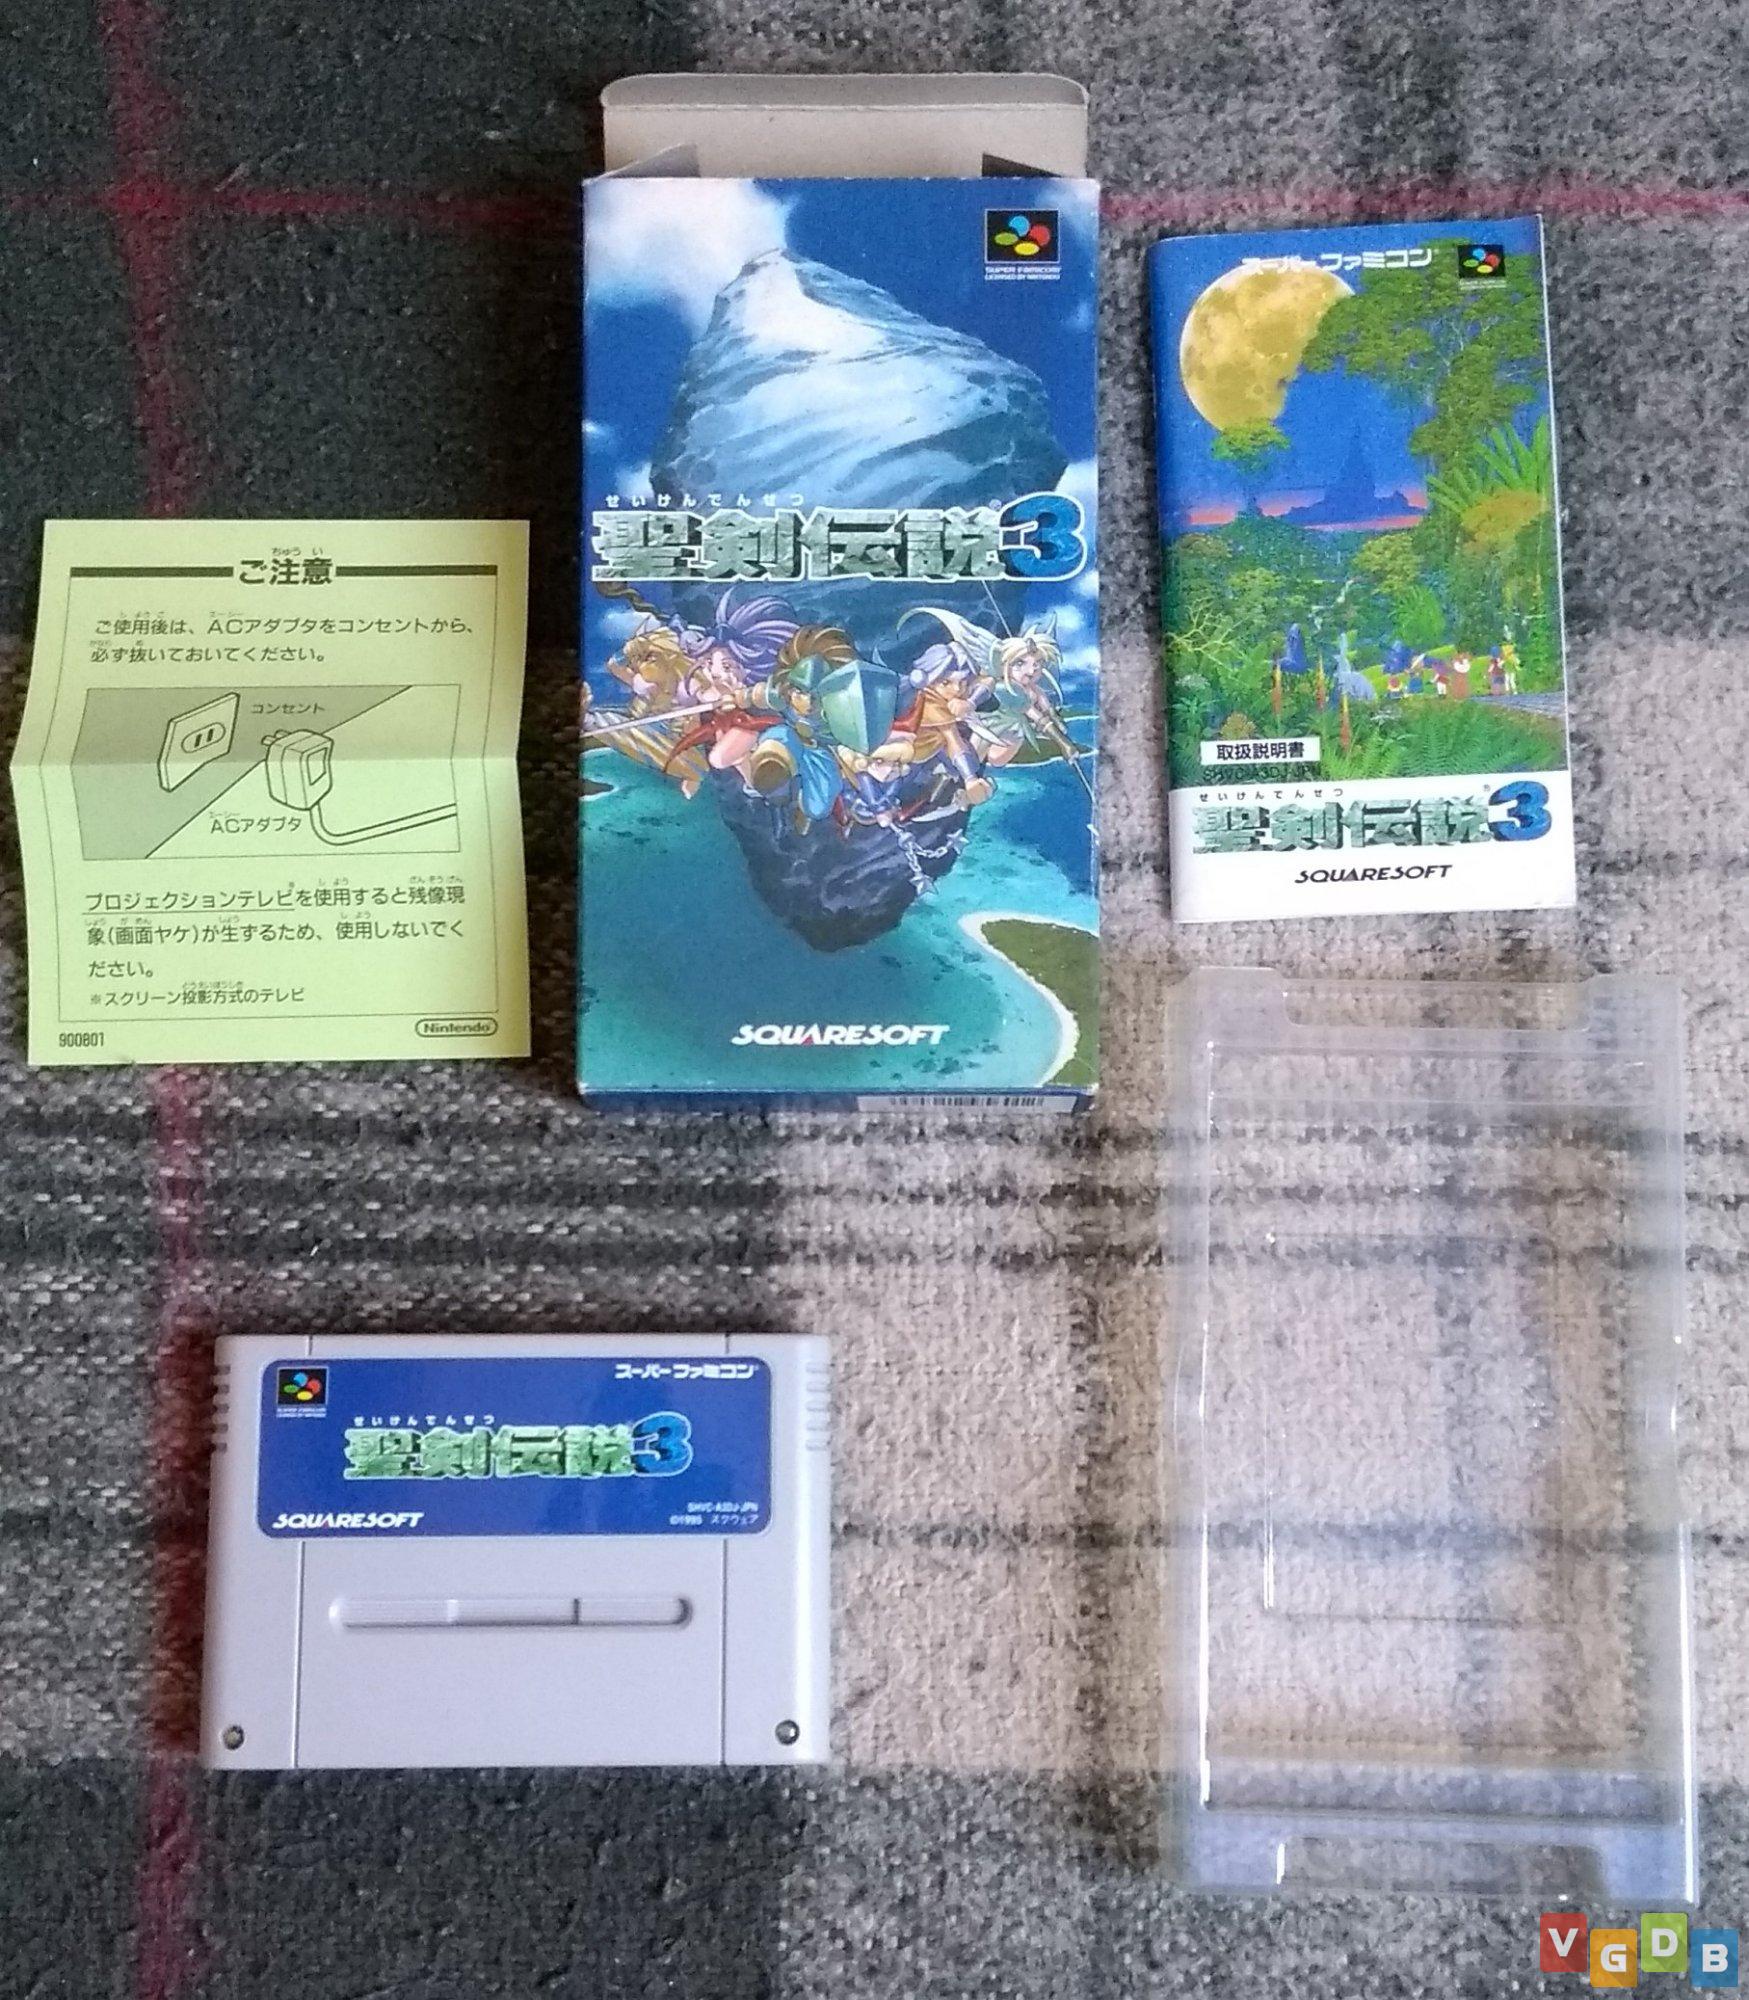 SUPER FAMICOM
LICENSED BY NINTENDO
せいけんでんせつ
聖剣伝説3
SQUARESOFT
スーパーファミコン
取扱説明書
SHVC-A3DJ-JPN
せいけんでんせつ
聖剣伝説3
SQUARESOFT
ちゅうい
ご注意
ご使用後は、ACアダプタをコンセントから、
必ず抜いておいてください。
コンセント
ACアダプタ
プロジェクションテレビを使用すると残像現
象(画面ヤケ)が生ずるため、使用しないでく
ださい。
※スクリーン投影方式のテレビ
900801
Nintendo
スーパーファミコン
せいけんでんせつ
聖剣伝説3
SQUARESOFT
SHVC-A3DJ-JPN
©1995 スクウェア
VGDB